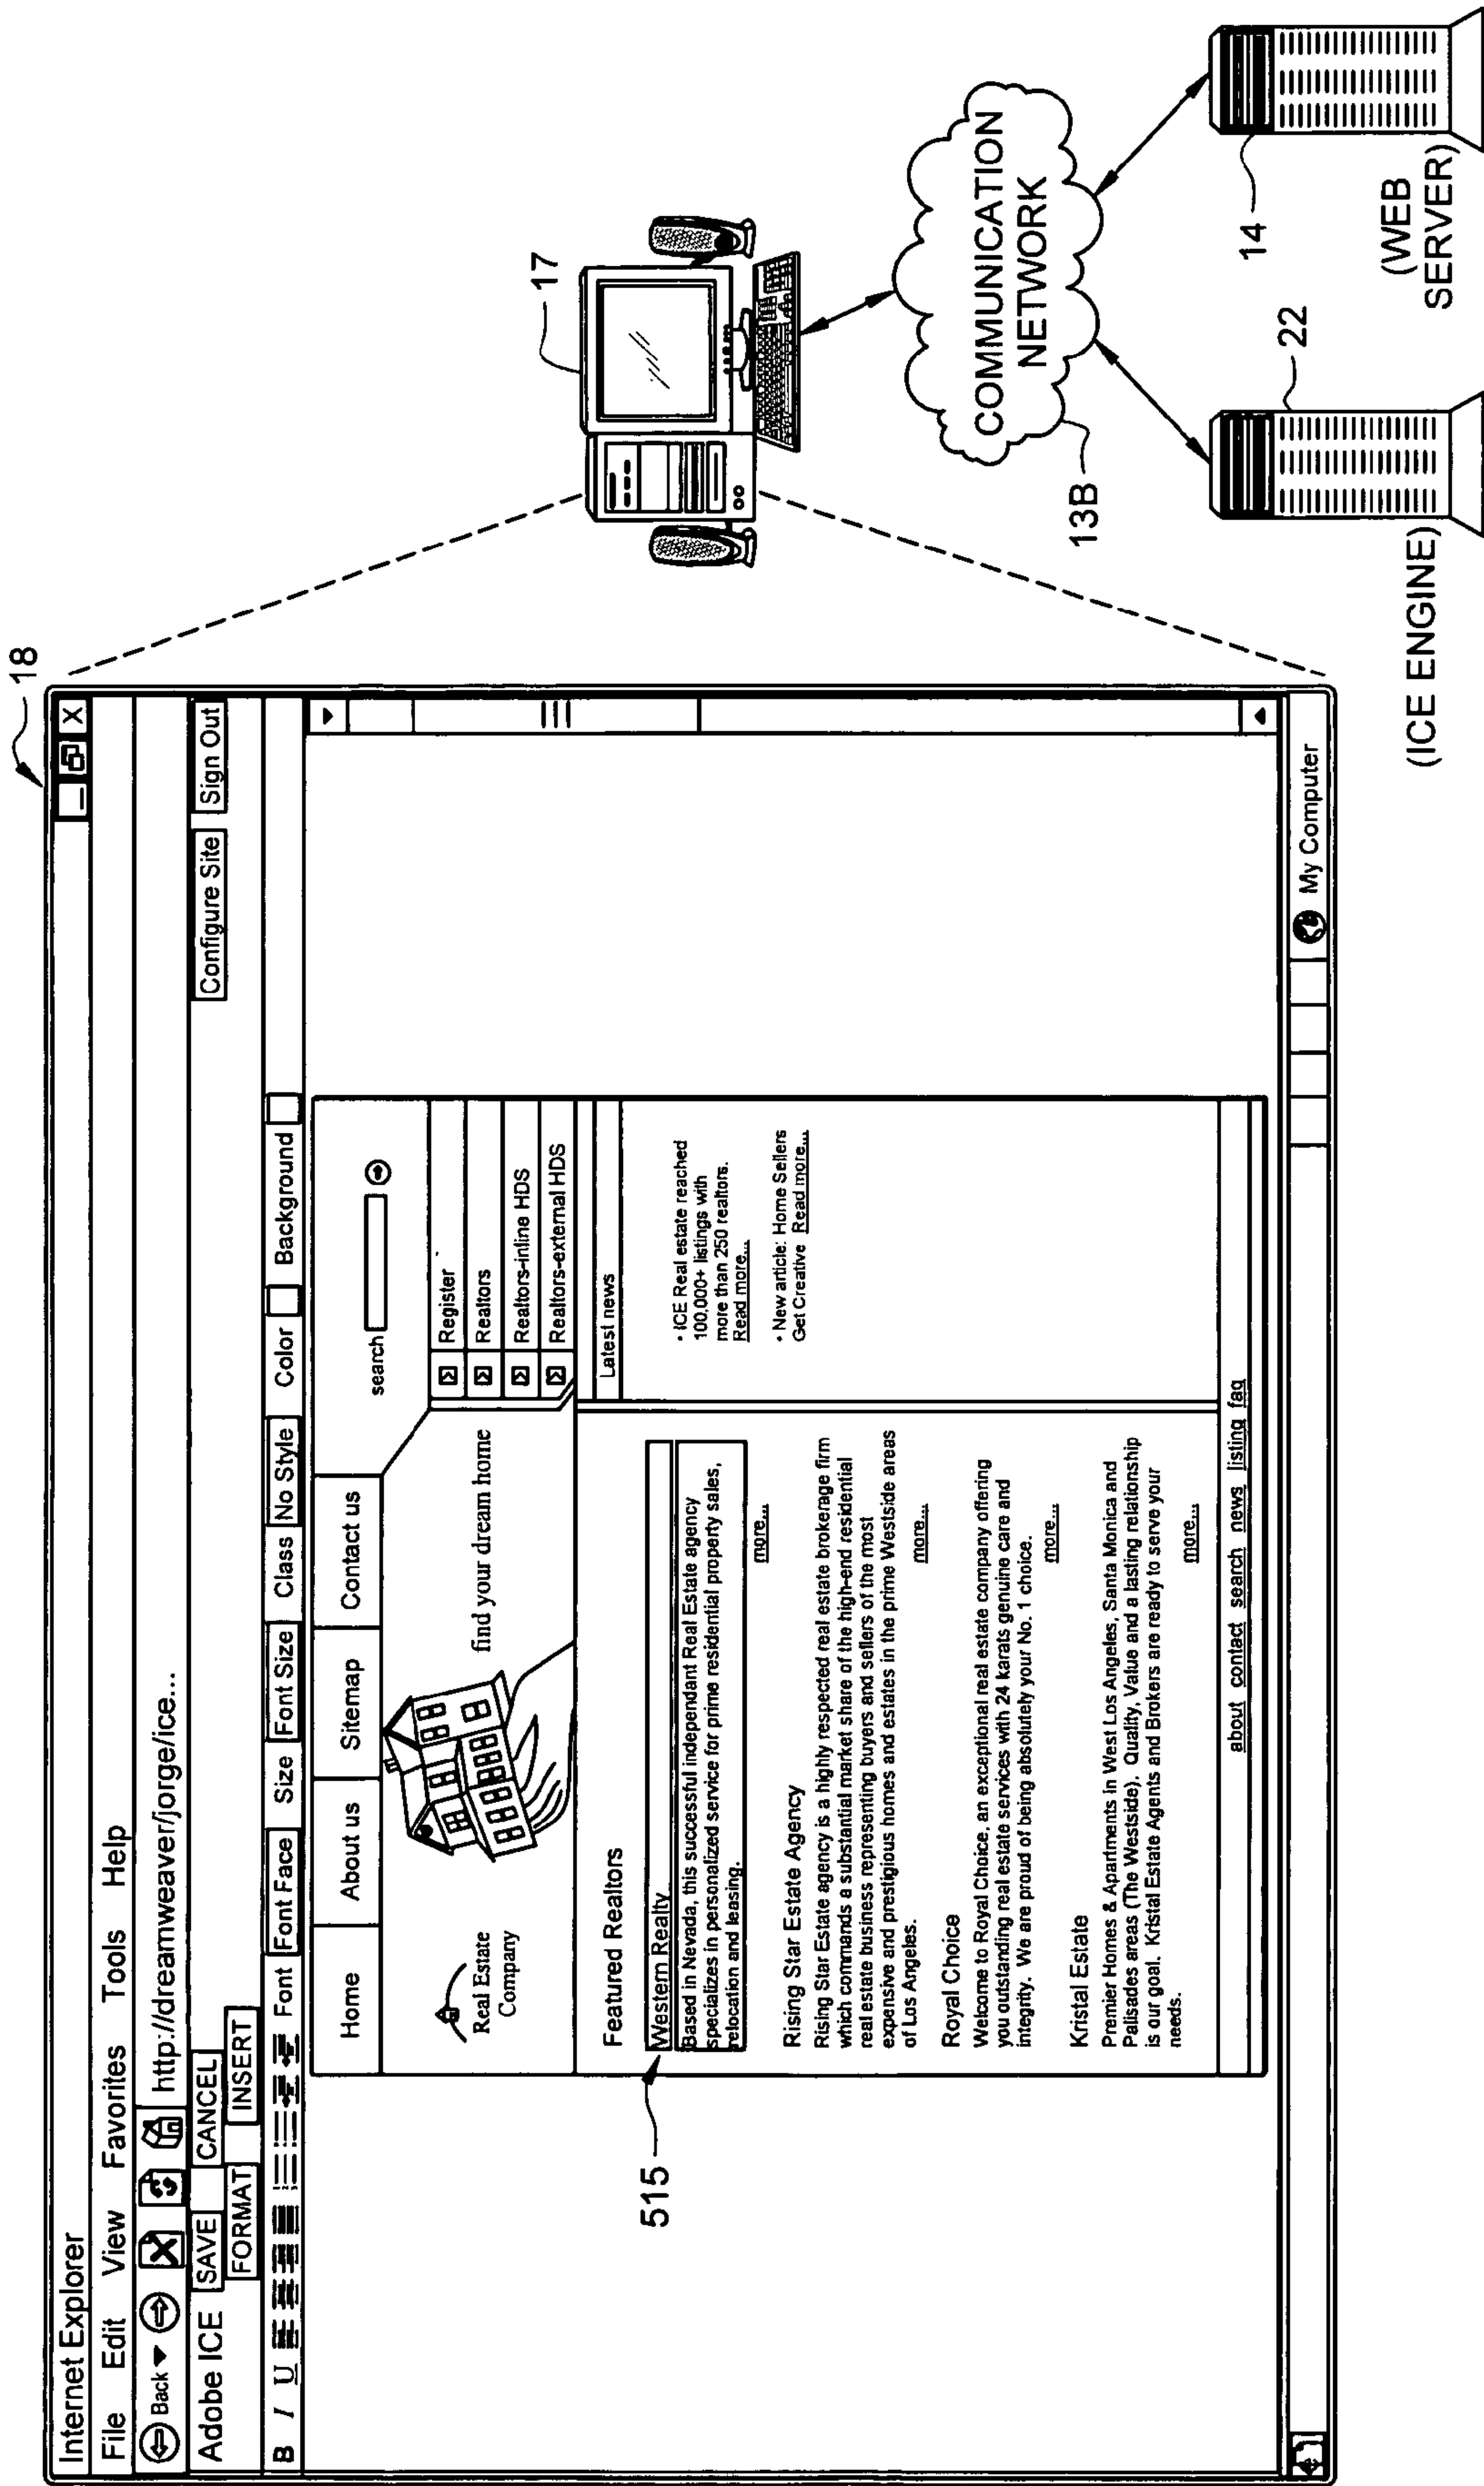 18
Internet Explorer
File Edit View Favorites Tools Help
Back http://dreamweaver/jorge/ice...
Adobe ICE SAVE CANCEL Configure Site Sign Out
FORMAT INSERT
B I U Font Font Face Size Font Size Class No Style Color Background
Home About us Sitemap Contact us
search
Real Estate
Company
find your dream home
Register
Realtors
Realtors-inline HDS
Realtors-external HDS
Featured Realtors
515
Western Realty
Based in Nevada, this successful independant Real Estate agency
specializes in personalized service for prime residential property sales,
relocation and leasing.
more...
Rising Star Estate Agency
Rising Star Estate agency is a highly respected real estate brokerage firm
which commands a substantial market share of the high-end residential
real estate business representing buyers and sellers of the most
expensive and prestigious homes and estates in the prime Westside areas
of Los Angeles.
more...
Royal Choice
Welcome to Royal Choice, an exceptional real estate company offering
you outstanding real estate services with 24 karats genuine care and
integrity. We are proud of being absolutely your No. 1 choice.
more...
Kristal Estate
Premier Homes & Apartments in West Los Angeles, Santa Monica and
Palisades areas (The Westside). Quality, Value and a lasting relationship
is our goal. Kristal Estate Agents and Brokers are ready to serve your
needs.
more...
Latest news
• ICE Real estate reached
100,000+ listings with
more than 250 realtors.
Read more...
• New article: Home Sellers
Get Creative Read more...
about contact search news listing faq
My Computer
17
COMMUNICATION
NETWORK
13B
22
(ICE ENGINE)
14
(WEB
SERVER)